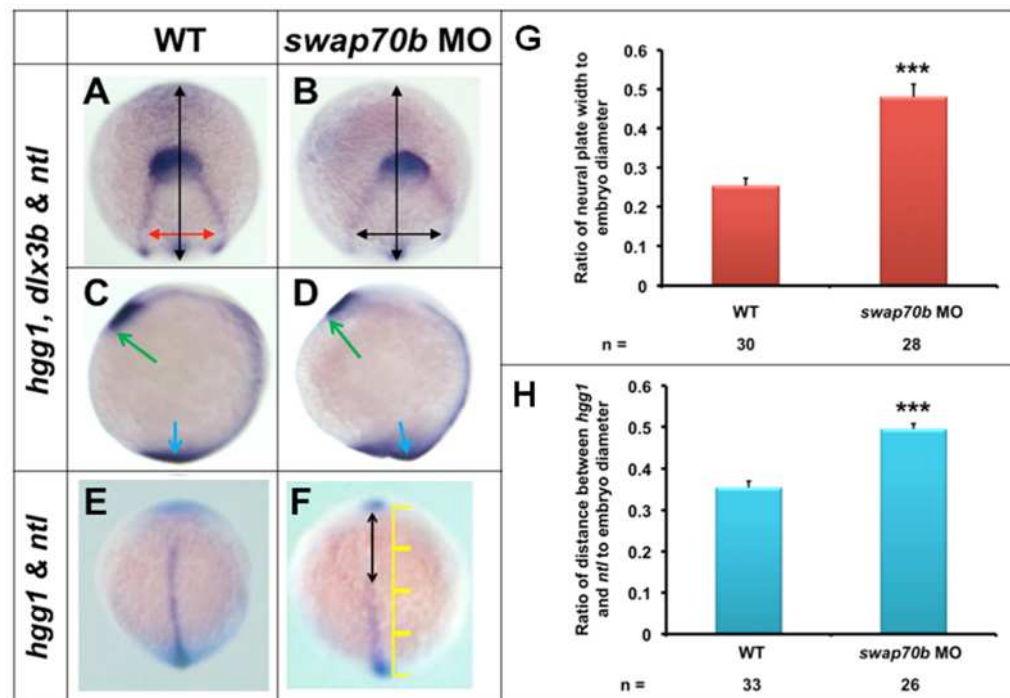 WT
swap70b MO
hgg1, dlx3b & ntl
A
B
C
D
hgg1 & ntl
E
F
G
Ratio of neural plate width to
embryo diameter
0.6
0.5
0.4
0.3
0.2
0.1
0
***
WT
swap70b MO
n =
30
28
H
Ratio of distance between hgg1
and ntl to embryo diameter
0.6
0.5
0.4
0.3
0.2
0.1
0
***
WT
swap70b MO
n =
33
26